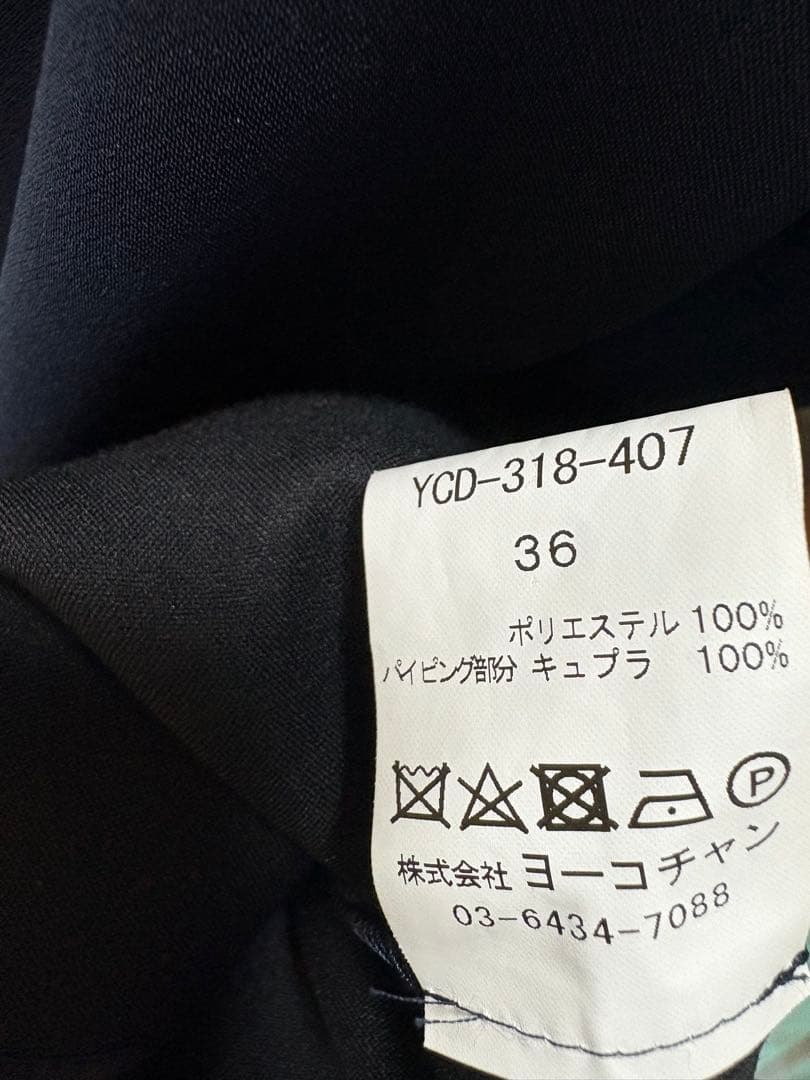 YCD-318-407
36
ポリエステル 100%
パイピング部分 キュプラ 100%
P
株式会社 ヨーコチャン
03-6434-7088